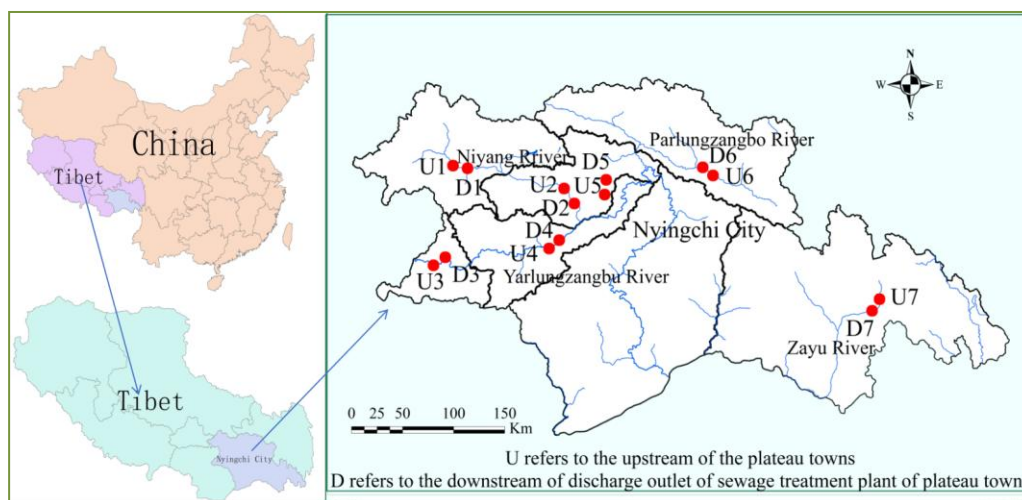 China
Tibet
Tibet
Nyingchi City
N
W
E
S
Parlungzangbo River
Niyang Rriver
D5
D6
U1
D1
U2
U5
U6
D2
D4
Nyingchi City
U4
U3
D3
Yarlungzangbu River
U7
D7
Zayu River
0 25 50 100 150
Km
U refers to the upstream of the plateau towns
D refers to the downstream of discharge outlet of sewage treatment plant of plateau town